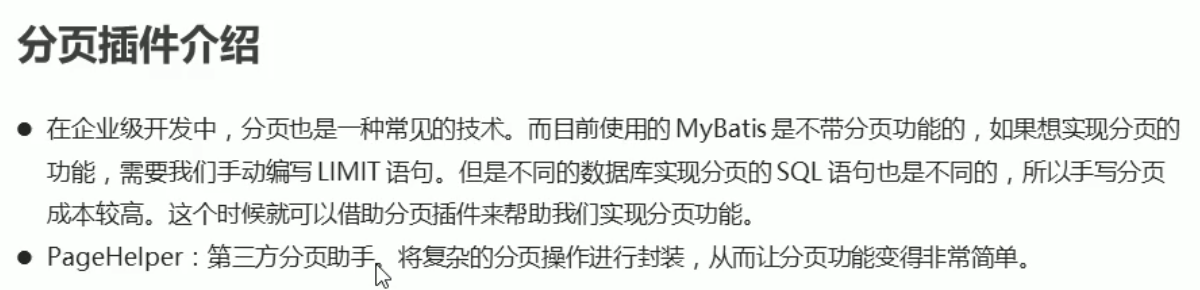 分页插件介绍
● 在企业级开发中，分页也是一种常见的技术。而目前使用的 MyBatis 是不带分页功能的，如果想实现分页的
功能，需要我们手动编写 LIMIT 语句。但是不同的数据库实现分页的 SQL 语句也是不同的，所以手写分页
成本较高。这个时候就可以借助分页插件来帮助我们实现分页功能。
● PageHelper：第三方分页助手。将复杂的分页操作进行封装，从而让分页功能变得非常简单。